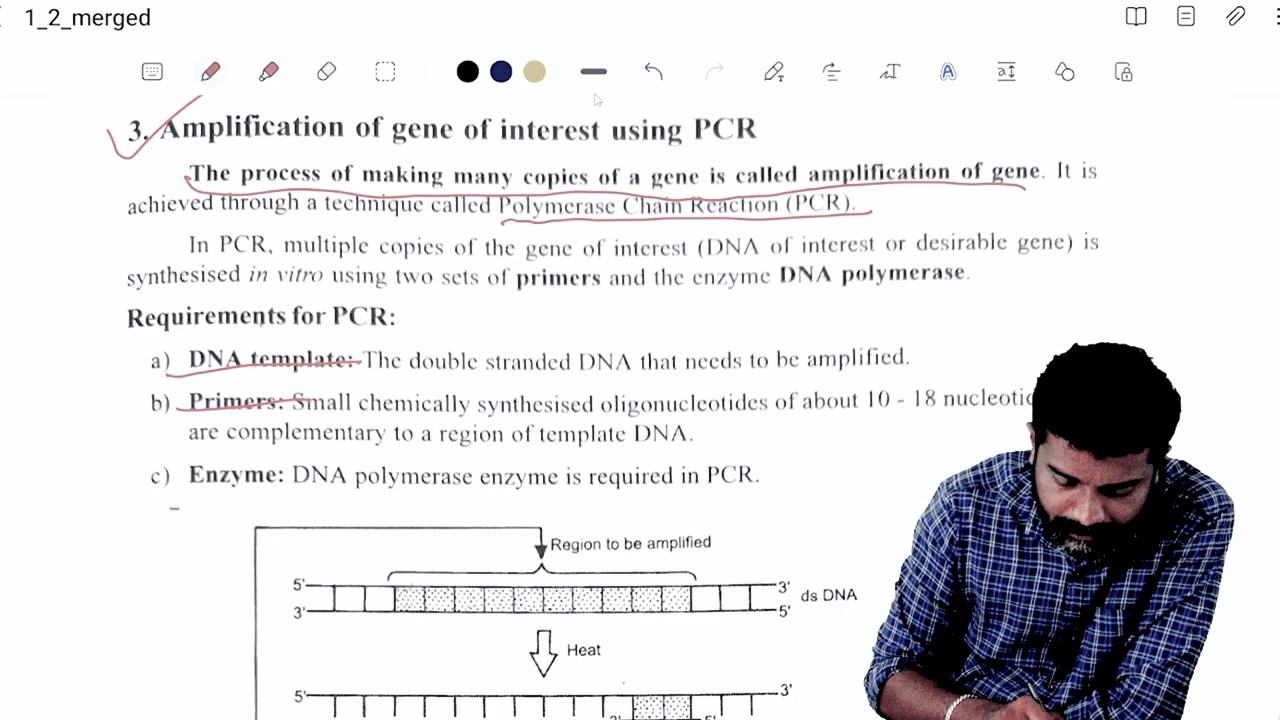 1_2_merged
3. Amplification of gene of interest using PCR
The process of making many copies of a gene is called amplification of gene. It is
achieved through a technique called Polymerase Chain Reaction (PCR).
In PCR, multiple copies of the gene of interest (DNA of interest or desirable gene) is
synthesised in vitro using two sets of primers and the enzyme DNA polymerase.
Requirements for PCR:
a) DNA template: The double stranded DNA that needs to be amplified.
b) Primers: Small chemically synthesised oligonucleotides of about 10 - 18
are complementary to a region of template DNA.
c) Enzyme: DNA polymerase enzyme is required in PCR.
Region to be amplified
5' 3'
ds DNA
3' 5'
Heat
5' 3'